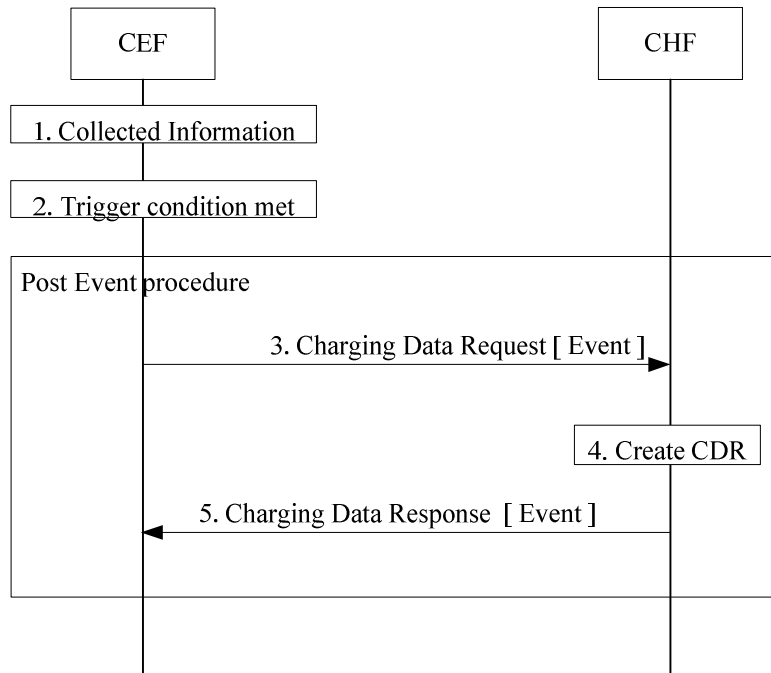 CEF
CHF
1. Collected Information
2. Trigger condition met
Post Event procedure
3. Charging Data Request [ Event ]
4. Create CDR
5. Charging Data Response [ Event ]